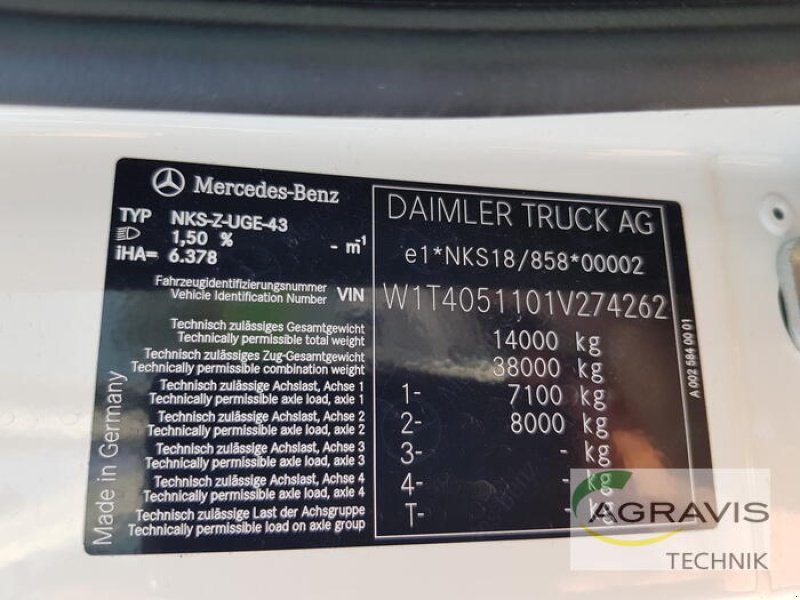 Mercedes-Benz
TYP NKS-Z-UGE-43
1,50 % - m-1
iHA= 6.378
DAIMLER TRUCK AG
e1*NKS18/858*00002
Fahrzeugidentifizierungsnummer
Vehicle Identification Number VIN W1T4051101V274262
Technisch zulässiges Gesamtgewicht
Technically permissible total weight 14000 kg
Technisch zulässiges Zug-Gesamtgewicht
Technically permissible combination weight 38000 kg
Technisch zulässige Achslast, Achse 1
Technically permissible axle load, axle 1 1- 7100 kg
Technisch zulässige Achslast, Achse 2
Technically permissible axle load, axle 2 2- 8000 kg
Technisch zulässige Achslast, Achse 3
Technically permissible axle load, axle 3 3- - kg
Technisch zulässige Achslast, Achse 4
Technically permissible axle load, axle 4 4- - kg
Technisch zulässige Last der Achsgruppe
Technically permissible load on axle group T- - kg
Made in Germany
A 002 584 00 01
AGRAVIS
TECHNIK